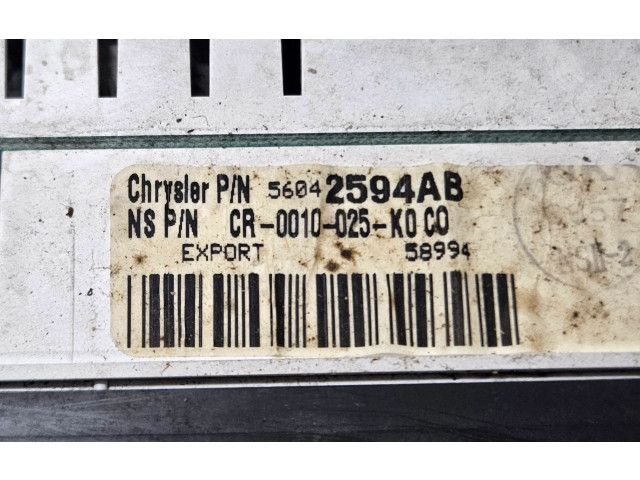 Chrysler P/N 56042594AB
NS P/N CR-0010-025-K0 C0
EXPORT 58994